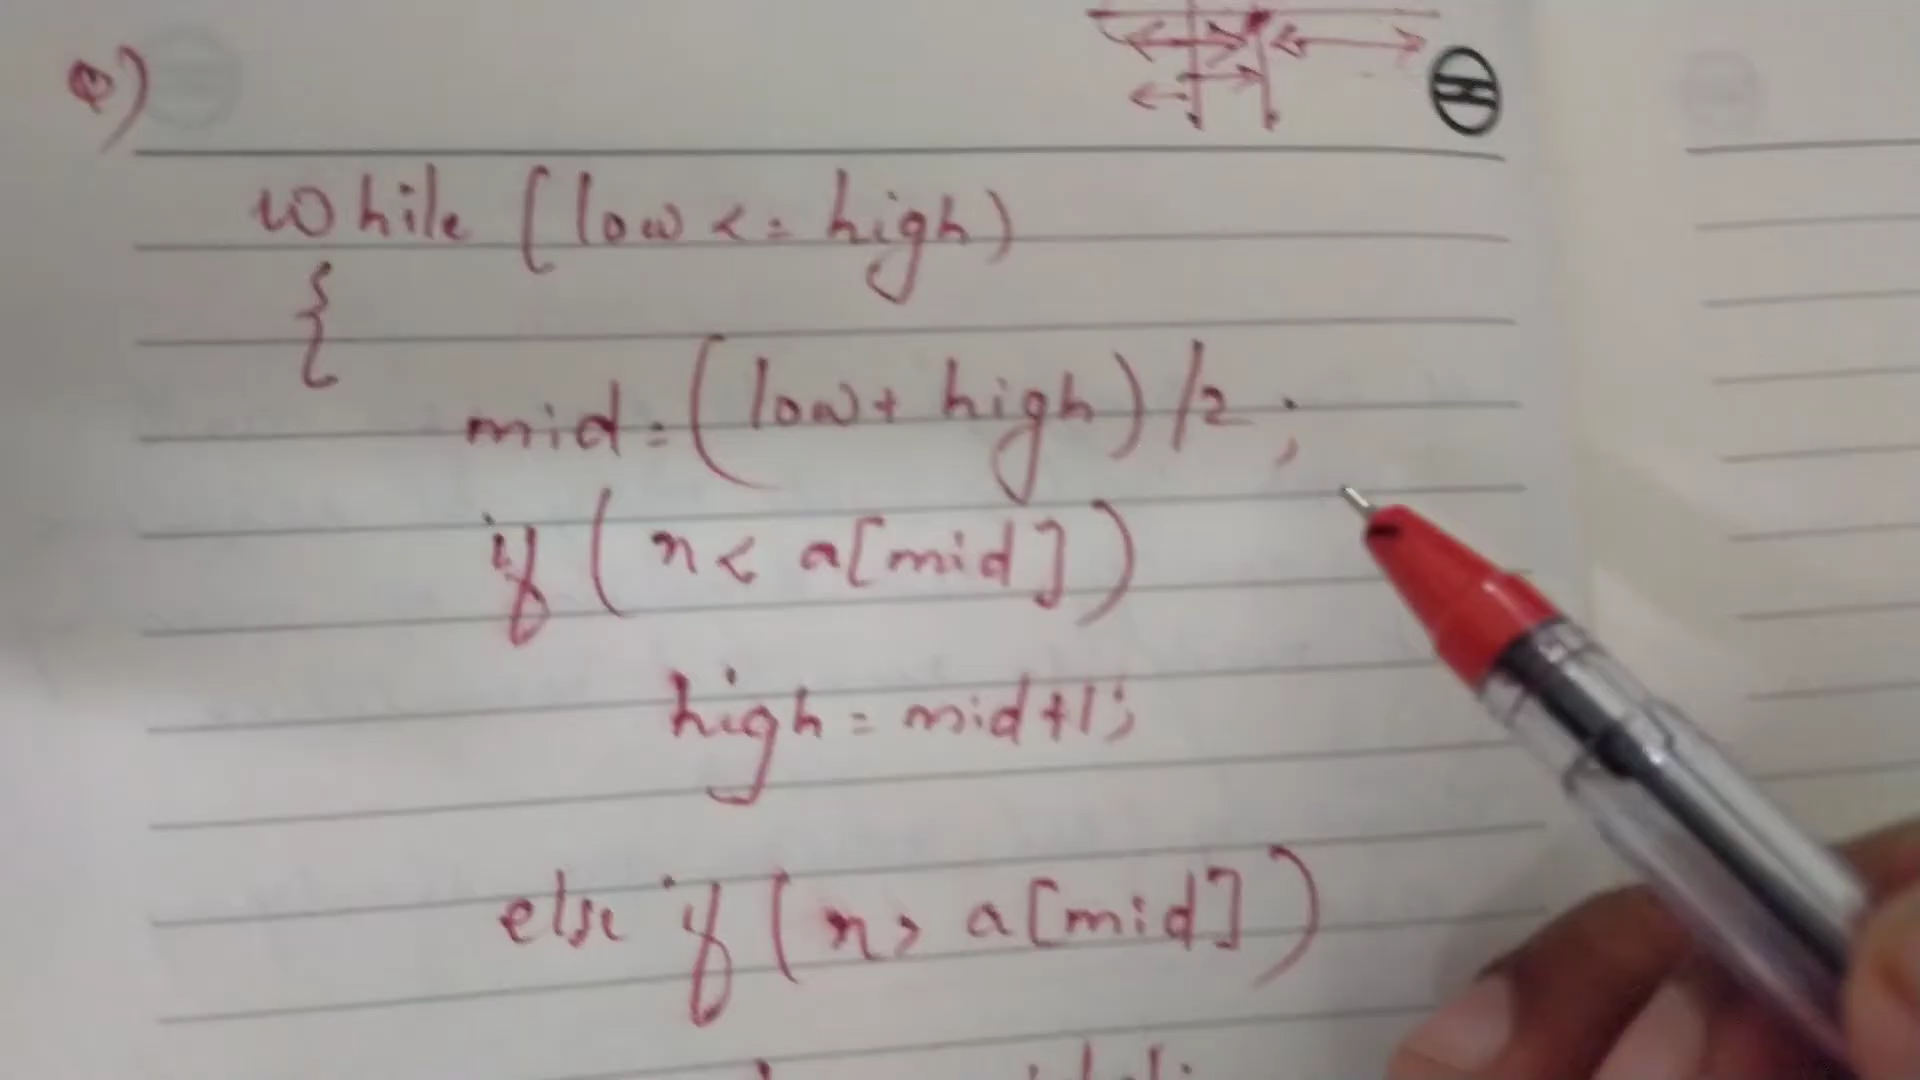 e)
while (low <= high)
{
mid = (low + high) /2 ;
if ( n < a[mid] )
high = mid+1;
else if ( n > a[mid] )